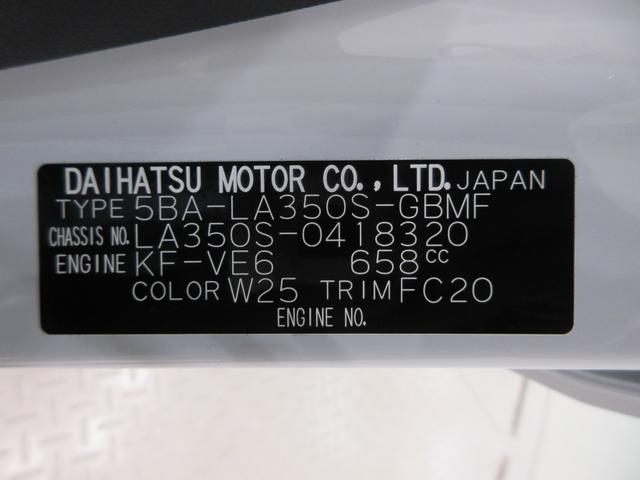 DAIHATSU MOTOR CO., LTD. JAPAN
TYPE 5BA-LA350S-GBMF
CHASSIS NO. LA350S-0418320
ENGINE KF-VE6 658cc
COLOR W25 TRIM FC20
ENGINE NO.